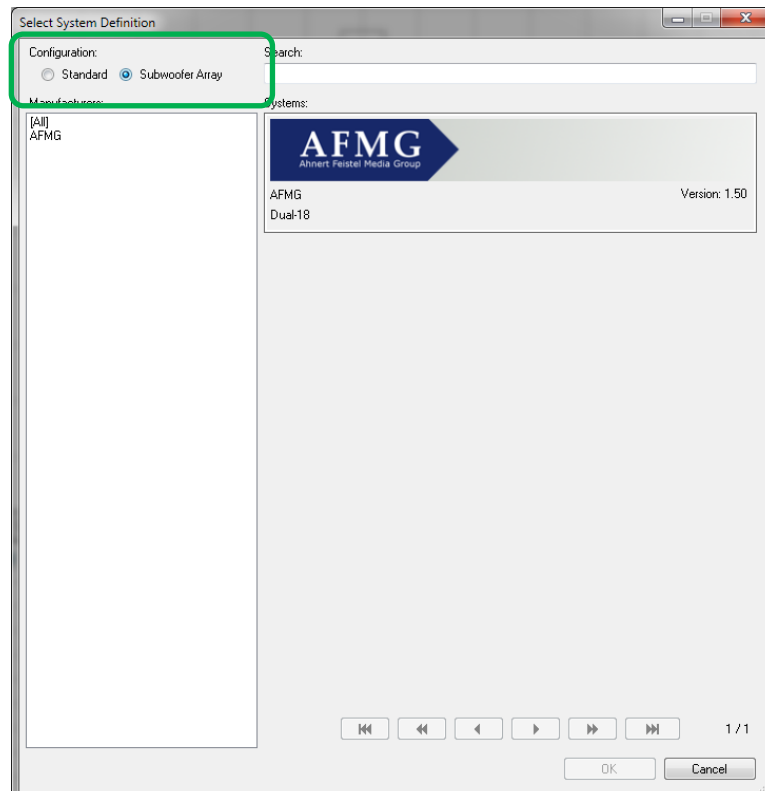 Select System Definition
Configuration:
Standard
Subwoofer Array
Search:
Manufacturers:
[All]
AFMG
Systems:
AFMG
Ahnert Feistel Media Group
AFMG
Version: 1.50
Dual-18
1 / 1
OK
Cancel